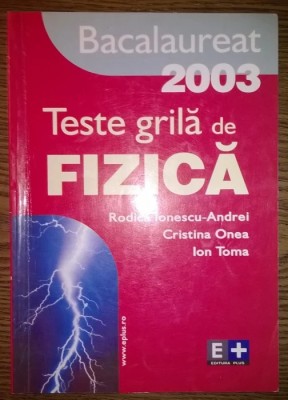 Bacalaureat
2003
Teste grilă de
FIZICĂ
Rodica Ionescu-Andrei
Cristina Onea
Ion Toma
www.eplus.ro
E+
EDITURA PLUS